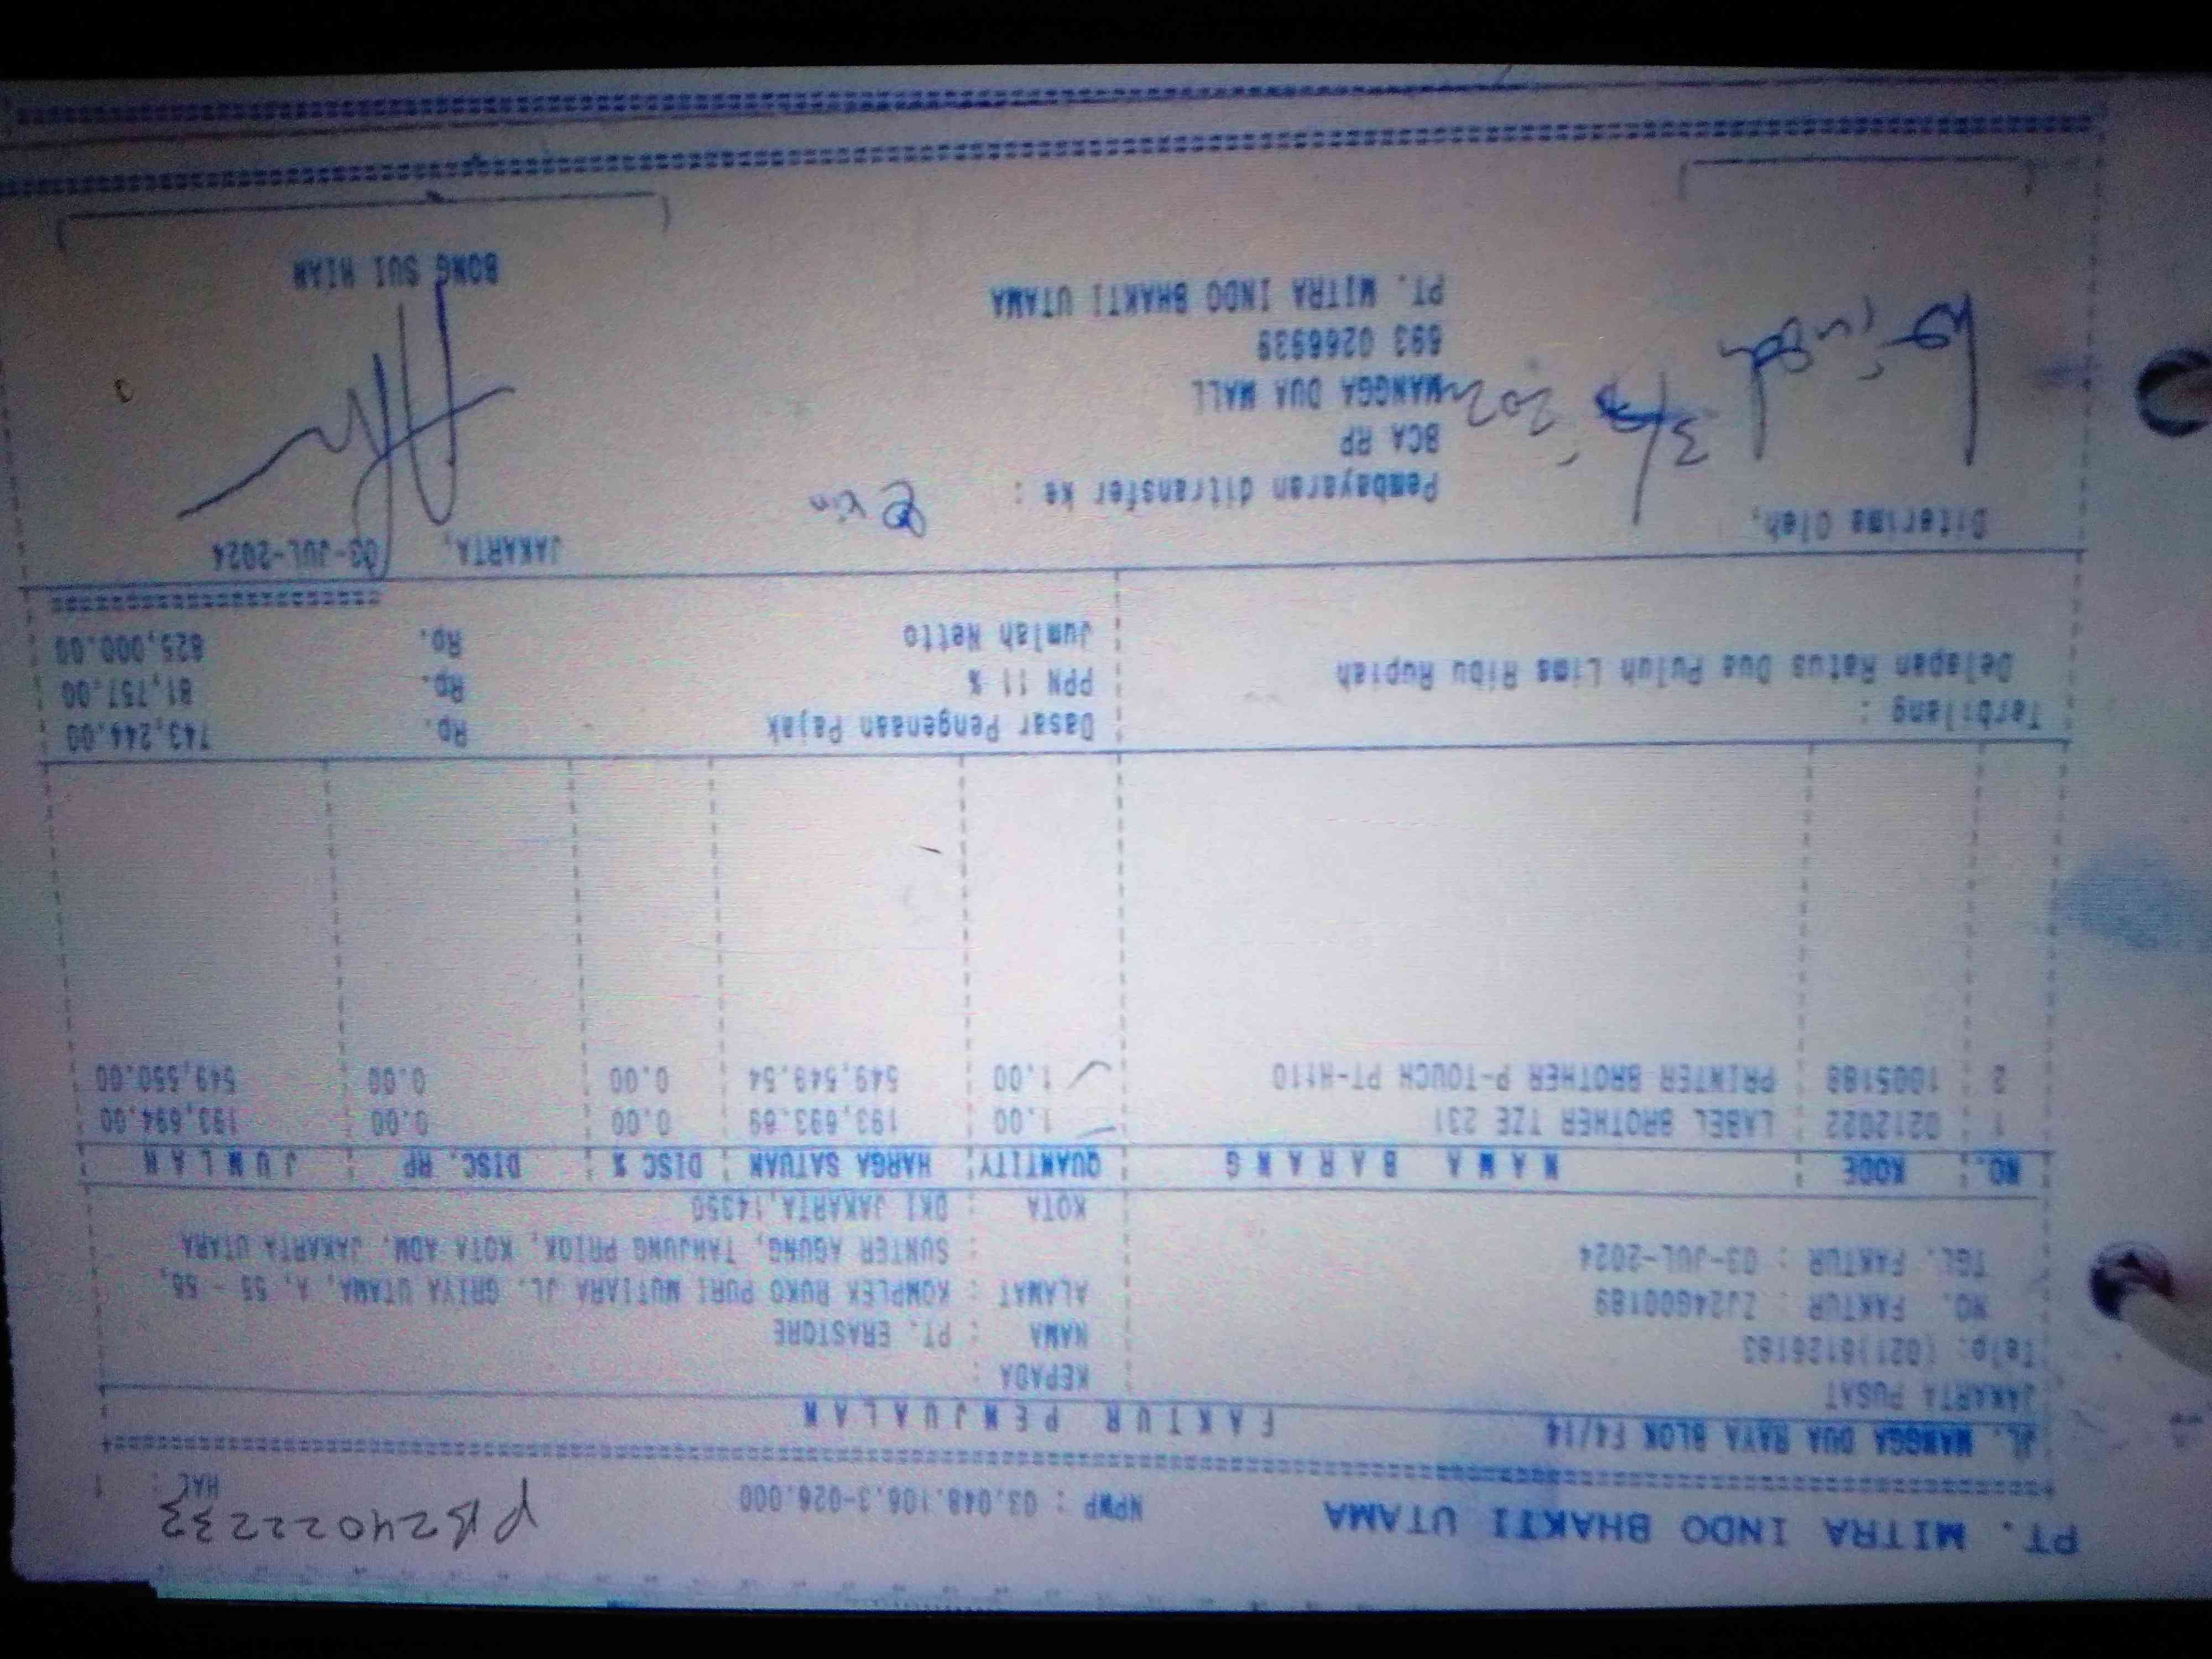 PT. MITRA INDO BHAKTI UTAMA NPWP : 03.048.106.3-026.000 PB24022233 HAL : 1
JL. MANGGA DUA RAYA BLOK F4/14 FAKTUR PENJUALAN
JAKARTA PUSAT KEPADA :
Telp: (021)6126183 NAMA : PT. ERASTORE
NO. FAKTUR : ZJ24G00189 ALAMAT : KOMPLEK RUKO PURI MUTIARA JL. GRIYA UTAMA, A, 55 - 56,
TGL. FAKTUR : 03-JUL-2024 : SUNTER AGUNG, TANJUNG PRIOK, KOTA ADM. JAKARTA UTARA
KOTA : DKI JAKARTA,14350
NO. KODE NAMA BARANG QUANTITY HARGA SATUAN DISC % DISC. RP JUMLAH
1 0212022 LABEL BROTHER TZE 231 1.00 193,693.69 0.00 0.00 193,694.00
2 1005188 PRINTER BROTHER P-TOUCH PT-H110 1.00 549,549.54 0.00 0.00 549,550.00
Terbilang : Dasar Pengenaan Pajak Rp. 743,244.00
Delapan Ratus Dua Puluh Lima Ribu Rupiah PPN 11 % Rp. 81,757.00
Jumlah Netto Rp. 825,000.00
Diterima Oleh, Pembayaran ditransfer ke : JAKARTA, 03-JUL-2024
BCA RP
MANGGA DUA MALL
593 0266939
PT. MITRA INDO BHAKTI UTAMA
BONG SUI HIAN